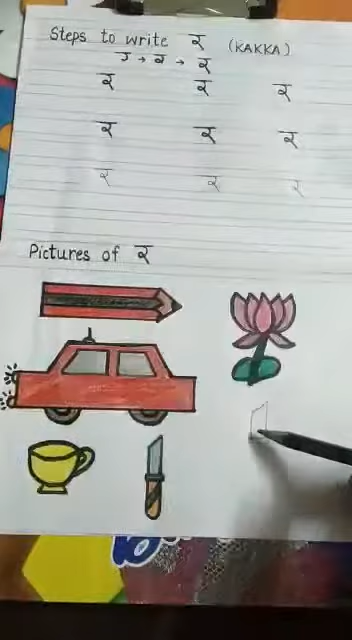 Steps to write ਕ (KAKKA)
→ → ਕ
ਕ ਕ ਕ
ਕ ਕ ਕ
ਕ ਕ ਕ
Pictures of ਕ